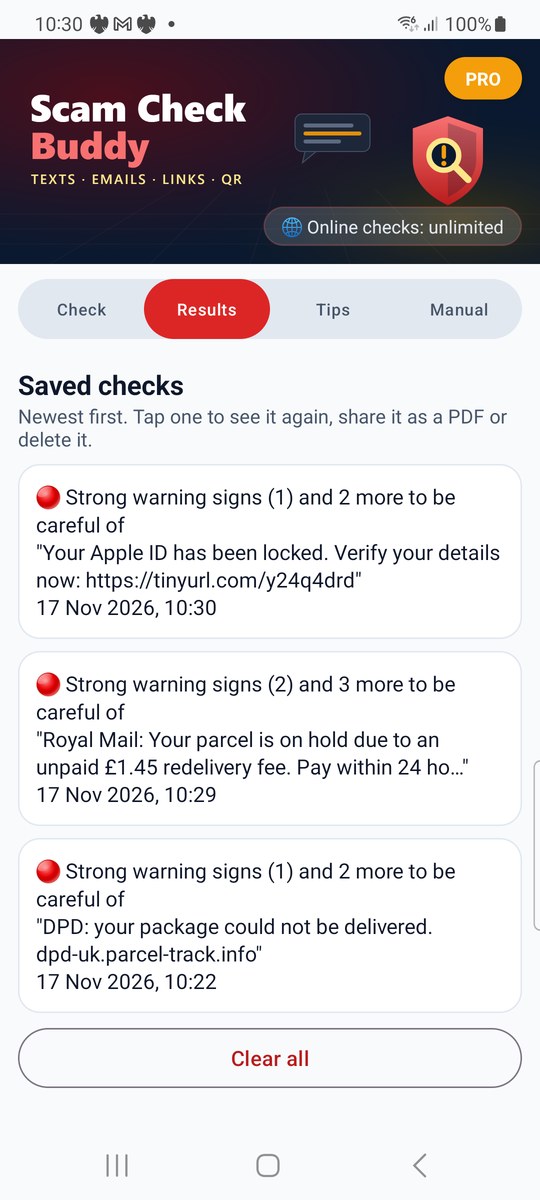 10:30
100%
PRO
Scam Check
Buddy
TEXTS · EMAILS · LINKS · QR
Online checks: unlimited
Check
Results
Tips
Manual
Saved checks
Newest first. Tap one to see it again, share it as a PDF or
delete it.
Strong warning signs (1) and 2 more to be
careful of
"Your Apple ID has been locked. Verify your details
now: https://tinyurl.com/y24q4drd"
17 Nov 2026, 10:30
Strong warning signs (2) and 3 more to be
careful of
"Royal Mail: Your parcel is on hold due to an
unpaid £1.45 redelivery fee. Pay within 24 ho…"
17 Nov 2026, 10:29
Strong warning signs (1) and 2 more to be
careful of
"DPD: your package could not be delivered.
dpd-uk.parcel-track.info"
17 Nov 2026, 10:22
Clear all